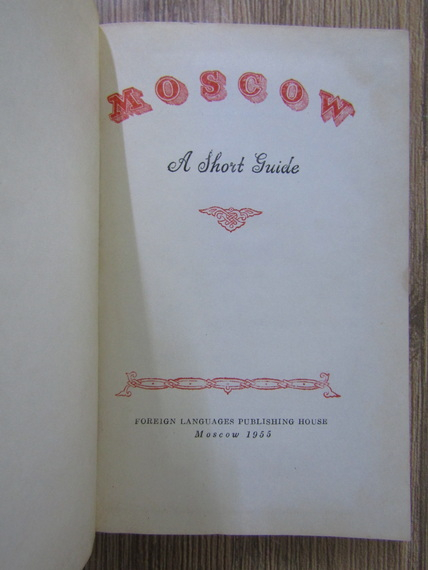 MOSCOW
A Short Guide
FOREIGN LANGUAGES PUBLISHING HOUSE
Moscow 1955